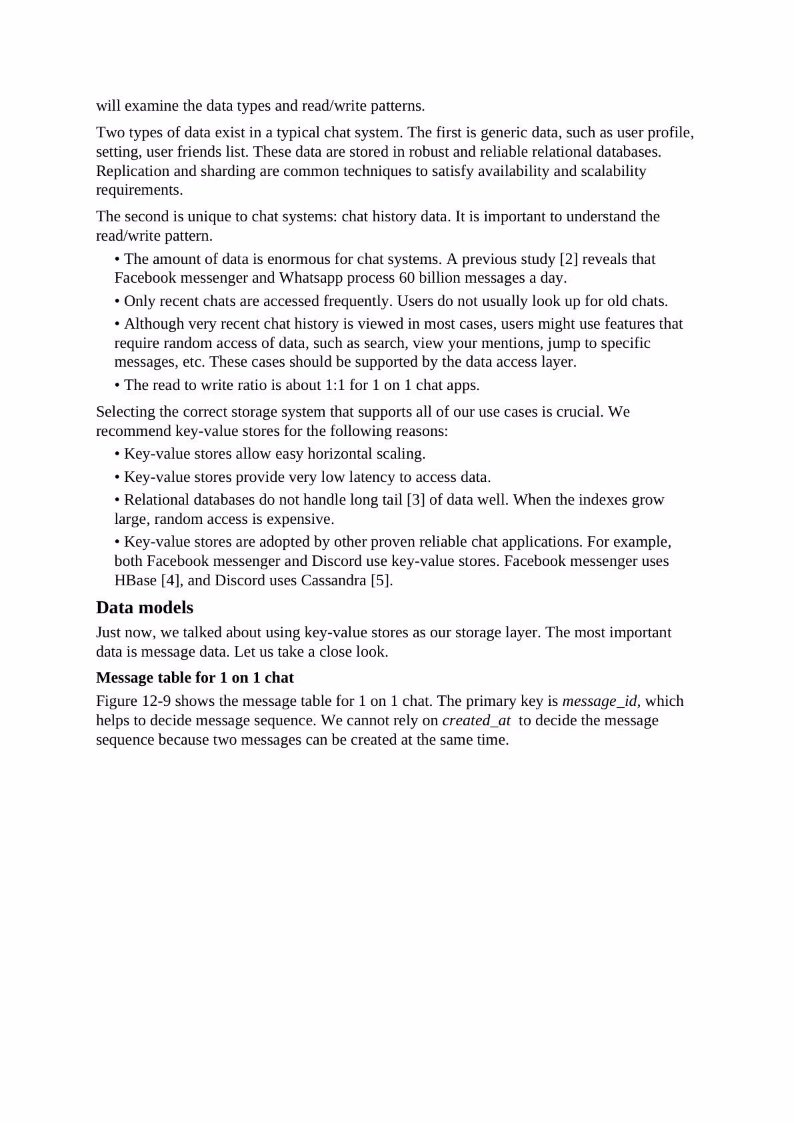 will examine the data types and read/write patterns.
Two types of data exist in a typical chat system. The first is generic data, such as user profile,
setting, user friends list. These data are stored in robust and reliable relational databases.
Replication and sharding are common techniques to satisfy availability and scalability
requirements.
The second is unique to chat systems: chat history data. It is important to understand the
read/write pattern.
• The amount of data is enormous for chat systems. A previous study [2] reveals that
Facebook messenger and Whatsapp process 60 billion messages a day.
• Only recent chats are accessed frequently. Users do not usually look up for old chats.
• Although very recent chat history is viewed in most cases, users might use features that
require random access of data, such as search, view your mentions, jump to specific
messages, etc. These cases should be supported by the data access layer.
• The read to write ratio is about 1:1 for 1 on 1 chat apps.
Selecting the correct storage system that supports all of our use cases is crucial. We
recommend key-value stores for the following reasons:
• Key-value stores allow easy horizontal scaling.
• Key-value stores provide very low latency to access data.
• Relational databases do not handle long tail [3] of data well. When the indexes grow
large, random access is expensive.
• Key-value stores are adopted by other proven reliable chat applications. For example,
both Facebook messenger and Discord use key-value stores. Facebook messenger uses
HBase [4], and Discord uses Cassandra [5].
Data models
Just now, we talked about using key-value stores as our storage layer. The most important
data is message data. Let us take a close look.
Message table for 1 on 1 chat
Figure 12-9 shows the message table for 1 on 1 chat. The primary key is message_id, which
helps to decide message sequence. We cannot rely on created_at to decide the message
sequence because two messages can be created at the same time.